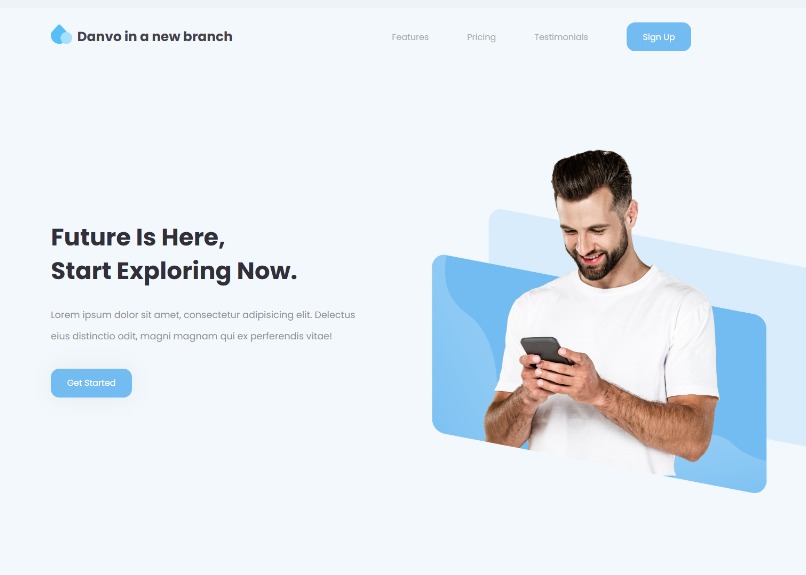 Danvo in a new branch
Features
Pricing
Testimonials
Sign Up
Future Is Here,
Start Exploring Now.
Lorem ipsum dolor sit amet, consectetur adipisicing elit. Delectus
eius distinctio odit, magni magnam qui ex perferendis vitae!
Get Started